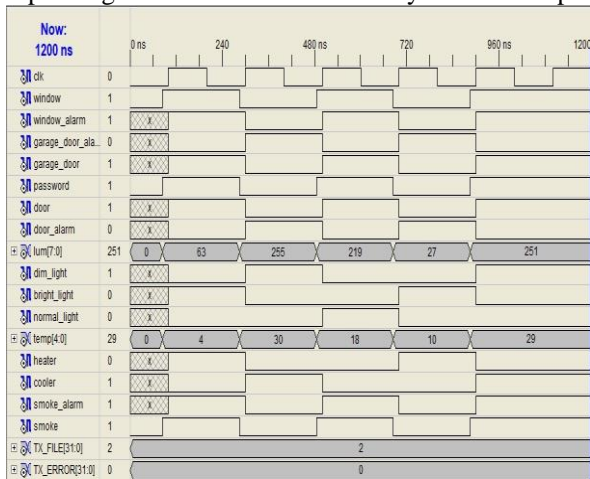 Now:
1200 ns
0 ns 240 480 ns 720 960 ns 1200
clk 0
window 1
window_alarm 1 X X X
garage_door_ala.. 0 X X X
garage_door 1 X X X
password 1
door 1 X
door_alarm 0 X
lum[7:0] 251 0 63 255 219 27 251
dim_light 1 X
bright_light 0 X
normal_light 0 X
temp[4:0] 29 0 4 30 18 10 29
heater 0 X
cooler 1 X
smoke_alarm 1 X
smoke 1
TX_FILE[31:0] 2 2
TX_ERROR[31:0] 0 0